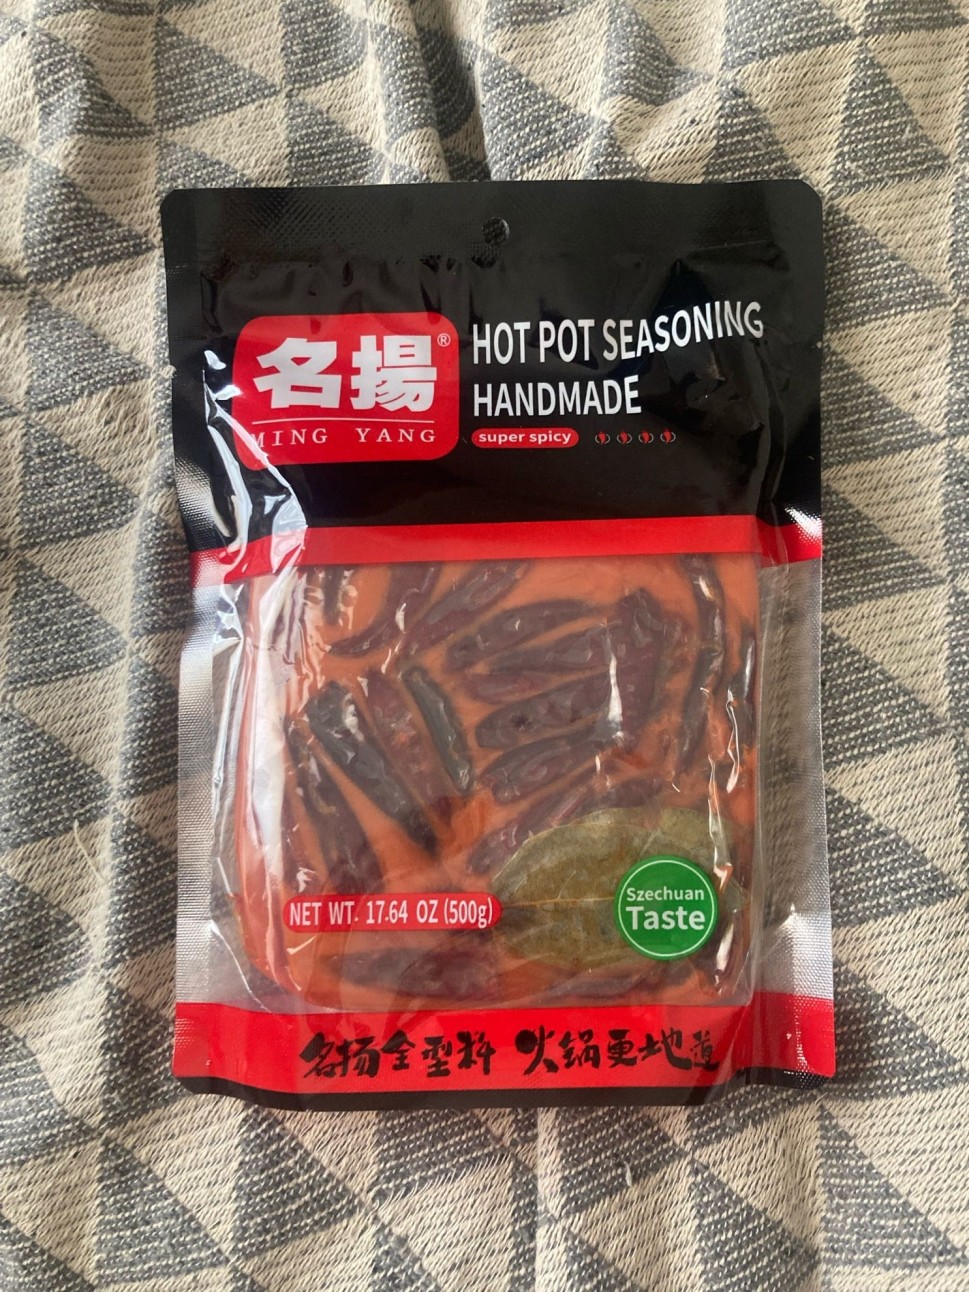 名揚®
MING YANG
HOT POT SEASONING
HANDMADE
super spicy
NET WT. 17.64 OZ (500g)
Szechuan
Taste
名扬全型料 火锅更地道